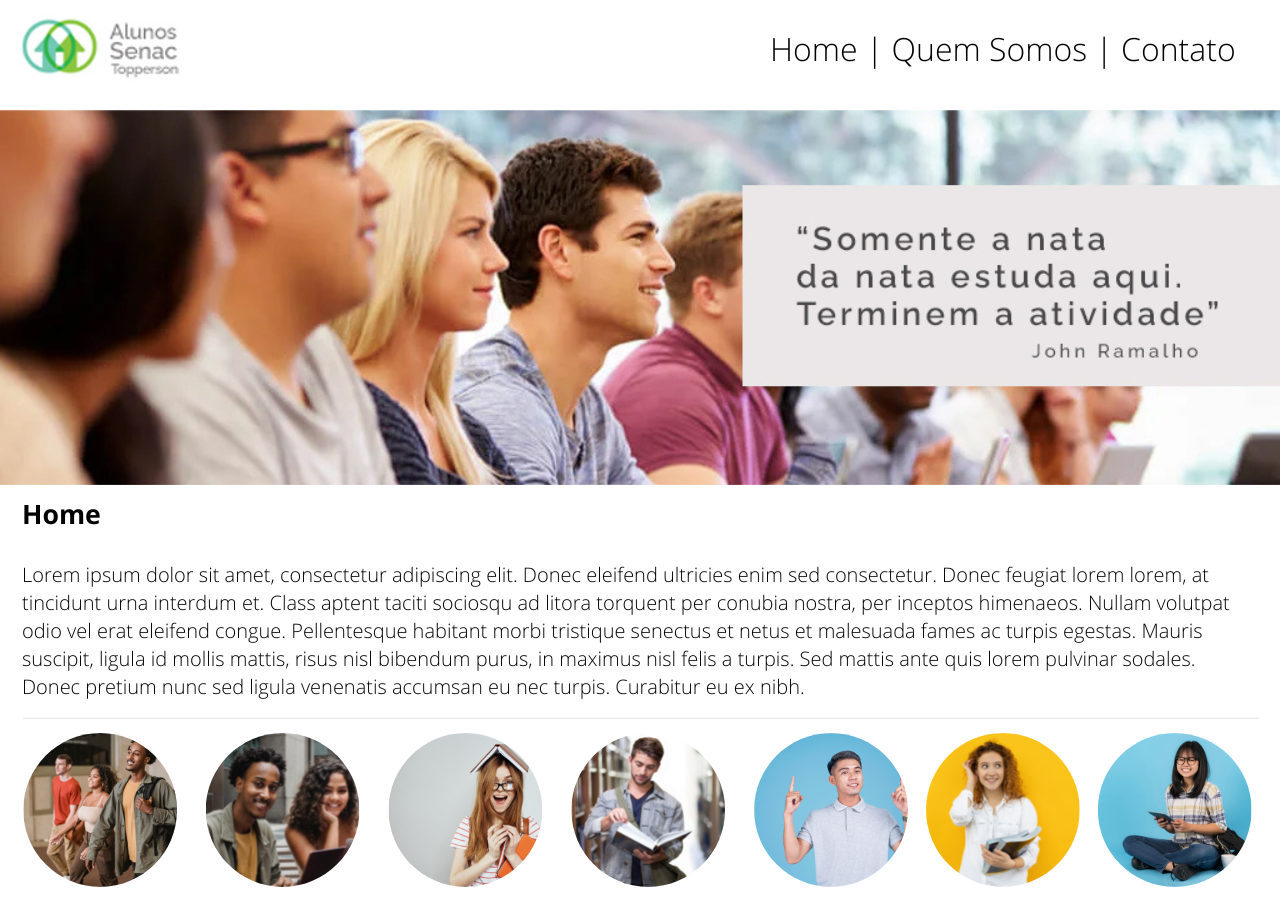 Alunos
Senac
Topperson
Home | Quem Somos | Contato
“Somente a nata
da nata estuda aqui.
Terminem a atividade”
John Ramalho
Home
Lorem ipsum dolor sit amet, consectetur adipiscing elit. Donec eleifend ultricies enim sed consectetur. Donec feugiat lorem lorem, at
tincidunt urna interdum et. Class aptent taciti sociosqu ad litora torquent per conubia nostra, per inceptos himenaeos. Nullam volutpat
odio vel erat eleifend congue. Pellentesque habitant morbi tristique senectus et netus et malesuada fames ac turpis egestas. Mauris
suscipit, ligula id mollis mattis, risus nisl bibendum purus, in maximus nisl felis a turpis. Sed mattis ante quis lorem pulvinar sodales.
Donec pretium nunc sed ligula venenatis accumsan eu nec turpis. Curabitur eu ex nibh.